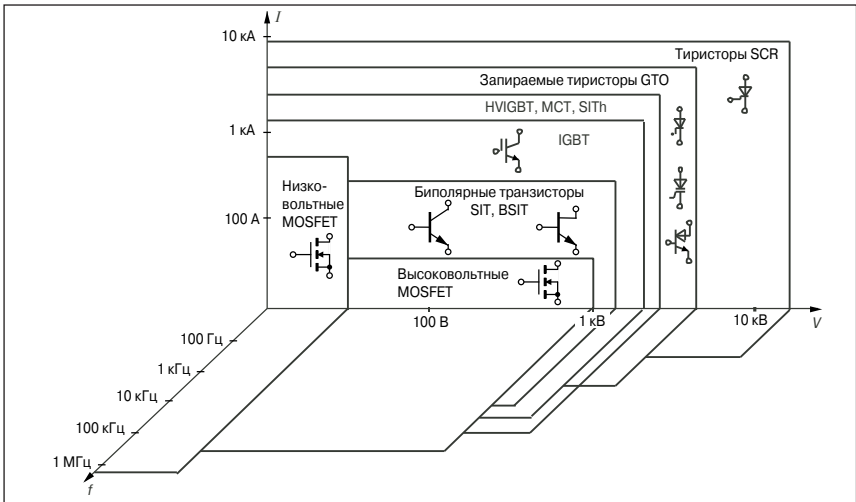 I
10 кА
Тиристоры SCR
Запираемые тиристоры GTO
HVIGBT, MCT, SITh
1 кА
IGBT
Низко-
вольтные
MOSFET
Биполярные транзисторы
SIT, BSIT
100 А
Высоковольтные
MOSFET
100 В
1 кВ
10 кВ
V
100 Гц
1 кГц
10 кГц
100 кГц
1 МГц
f